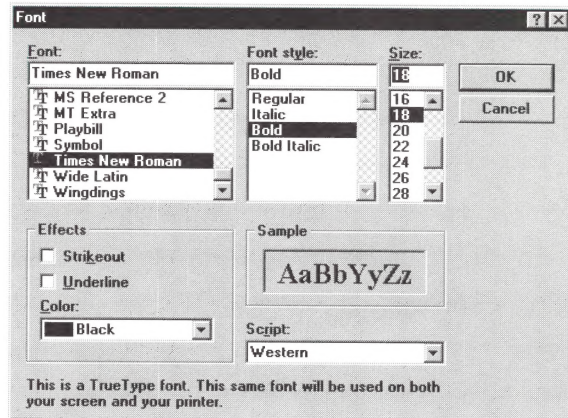 Font
Font:
Times New Roman
MS Reference 2
MT Extra
Playbill
Symbol
Times New Roman
Wide Latin
Wingdings
Font style:
Bold
Regular
Italic
Bold
Bold Italic
Size:
18
16
18
20
22
24
26
28
OK
Cancel
Effects
Strikeout
Underline
Color:
Black
Sample
AaBbYyZz
Script:
Western
This is a TrueType font. This same font will be used on both
your screen and your printer.